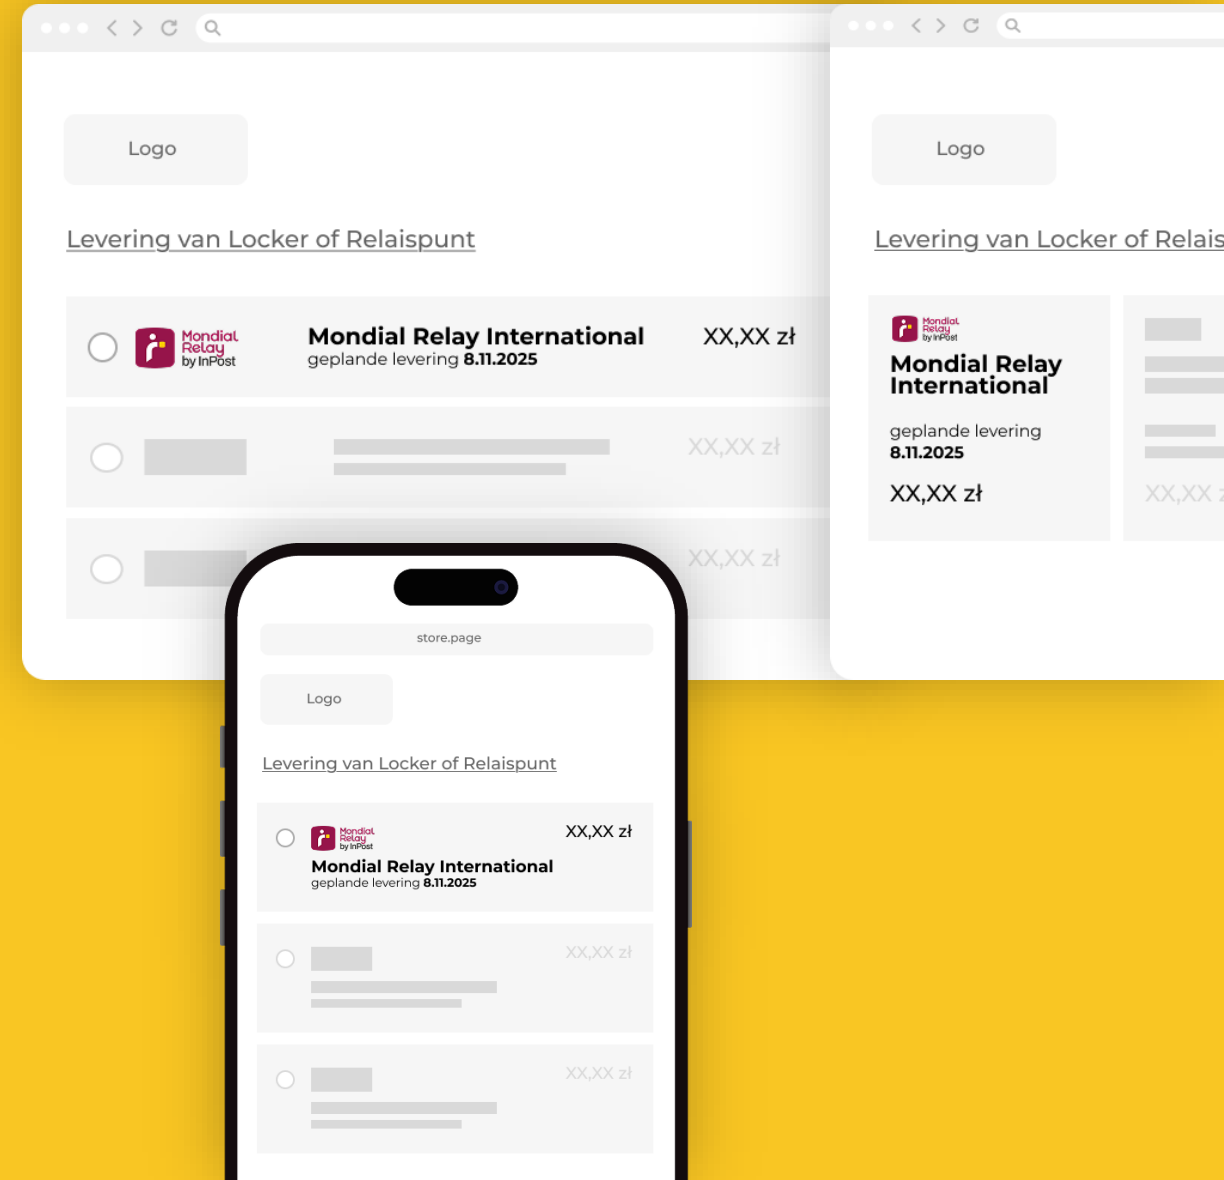 Logo
Levering van Locker of Relaispunt
Mondial
Relay
by InPost
Mondial Relay International
geplande levering 8.11.2025
XX,XX zł
XX,XX zł
XX,XX zł
Logo
Levering van Locker of Relais
Mondial
Relay
by InPost
Mondial Relay
International
geplande levering
8.11.2025
XX,XX zł
XX,XX z
store.page
Logo
Levering van Locker of Relaispunt
Mondial
Relay
by InPost
XX,XX zł
Mondial Relay International
geplande levering 8.11.2025
XX,XX zł
XX,XX zł